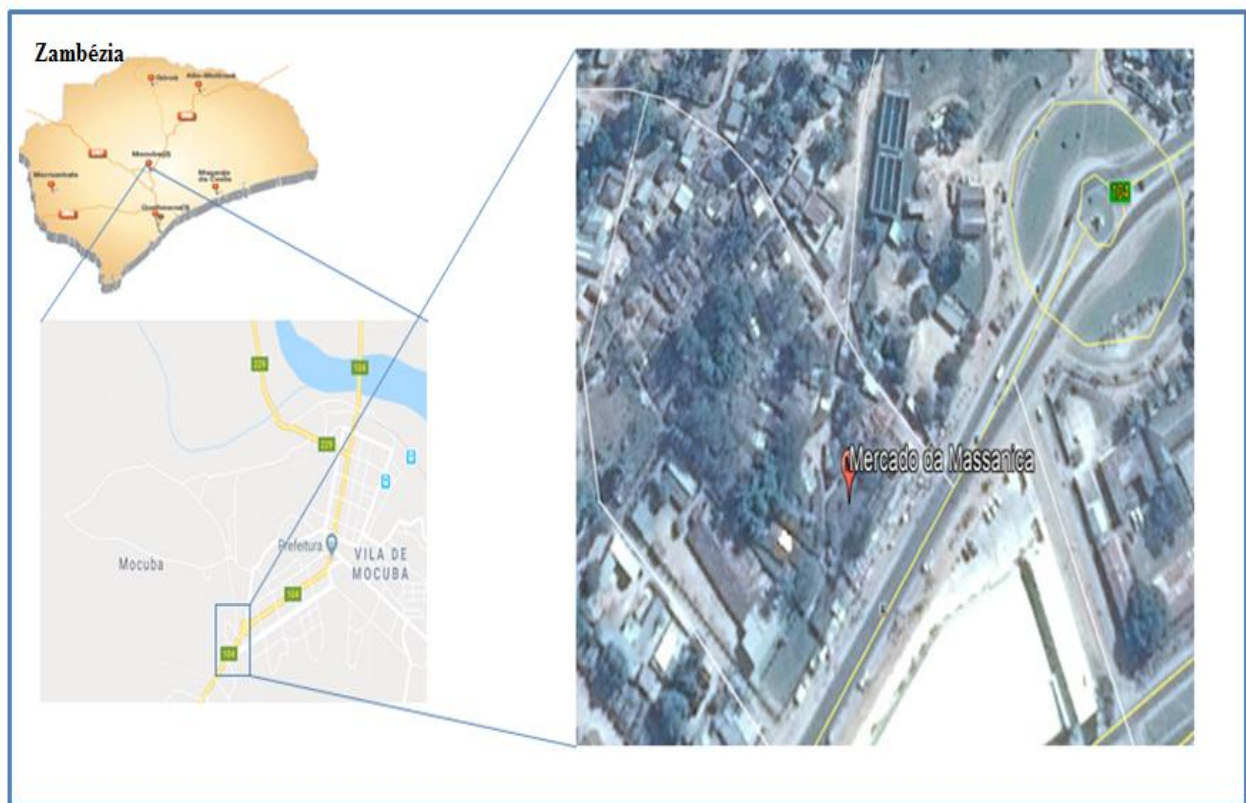 Zambézia
Gúruè
Alto-Molócuè
Mocuba(2)
Morrumbala
Maganja
da Costa
229
104
229
Prefeitura
VILA DE
MOCUBA
Mocuba
104
104
104
Mercado da Massanica